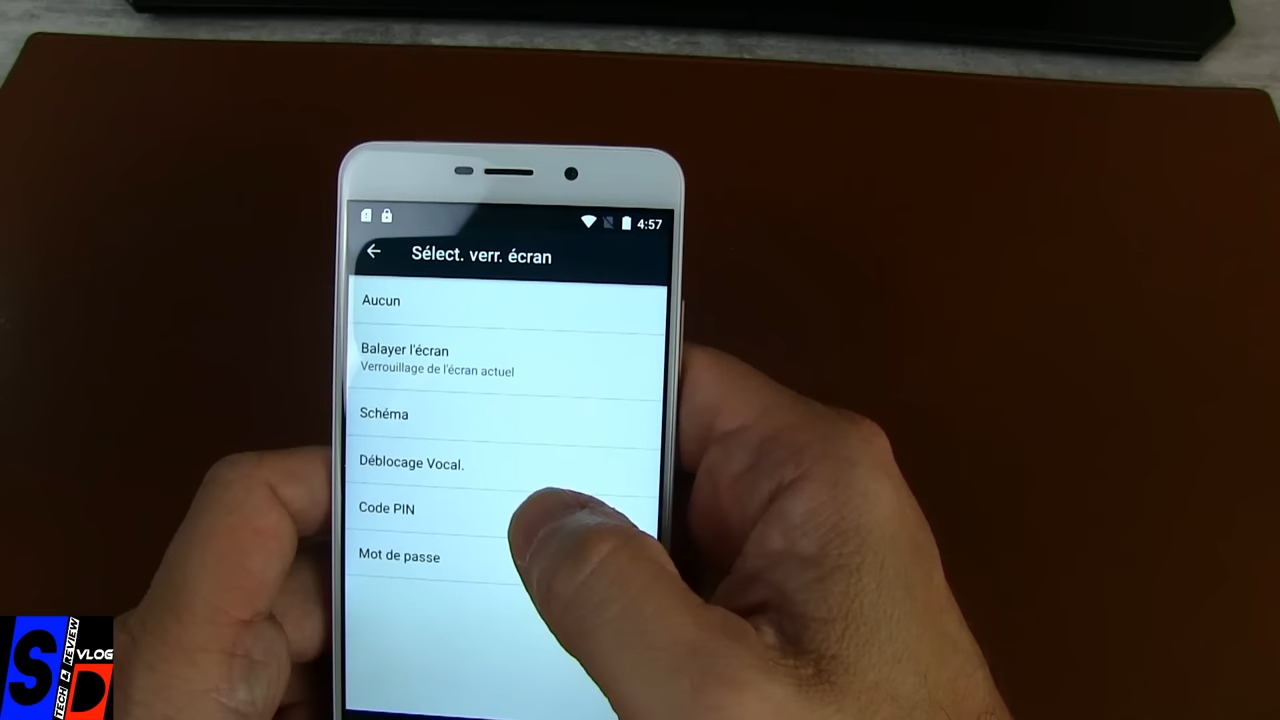 4:57
Sélect. verr. écran
Aucun
Balayer l'écran
Verrouillage de l'écran actuel
Schéma
Déblocage Vocal.
Code PIN
Mot de passe
SD
TECH & REVIEW
VLOG